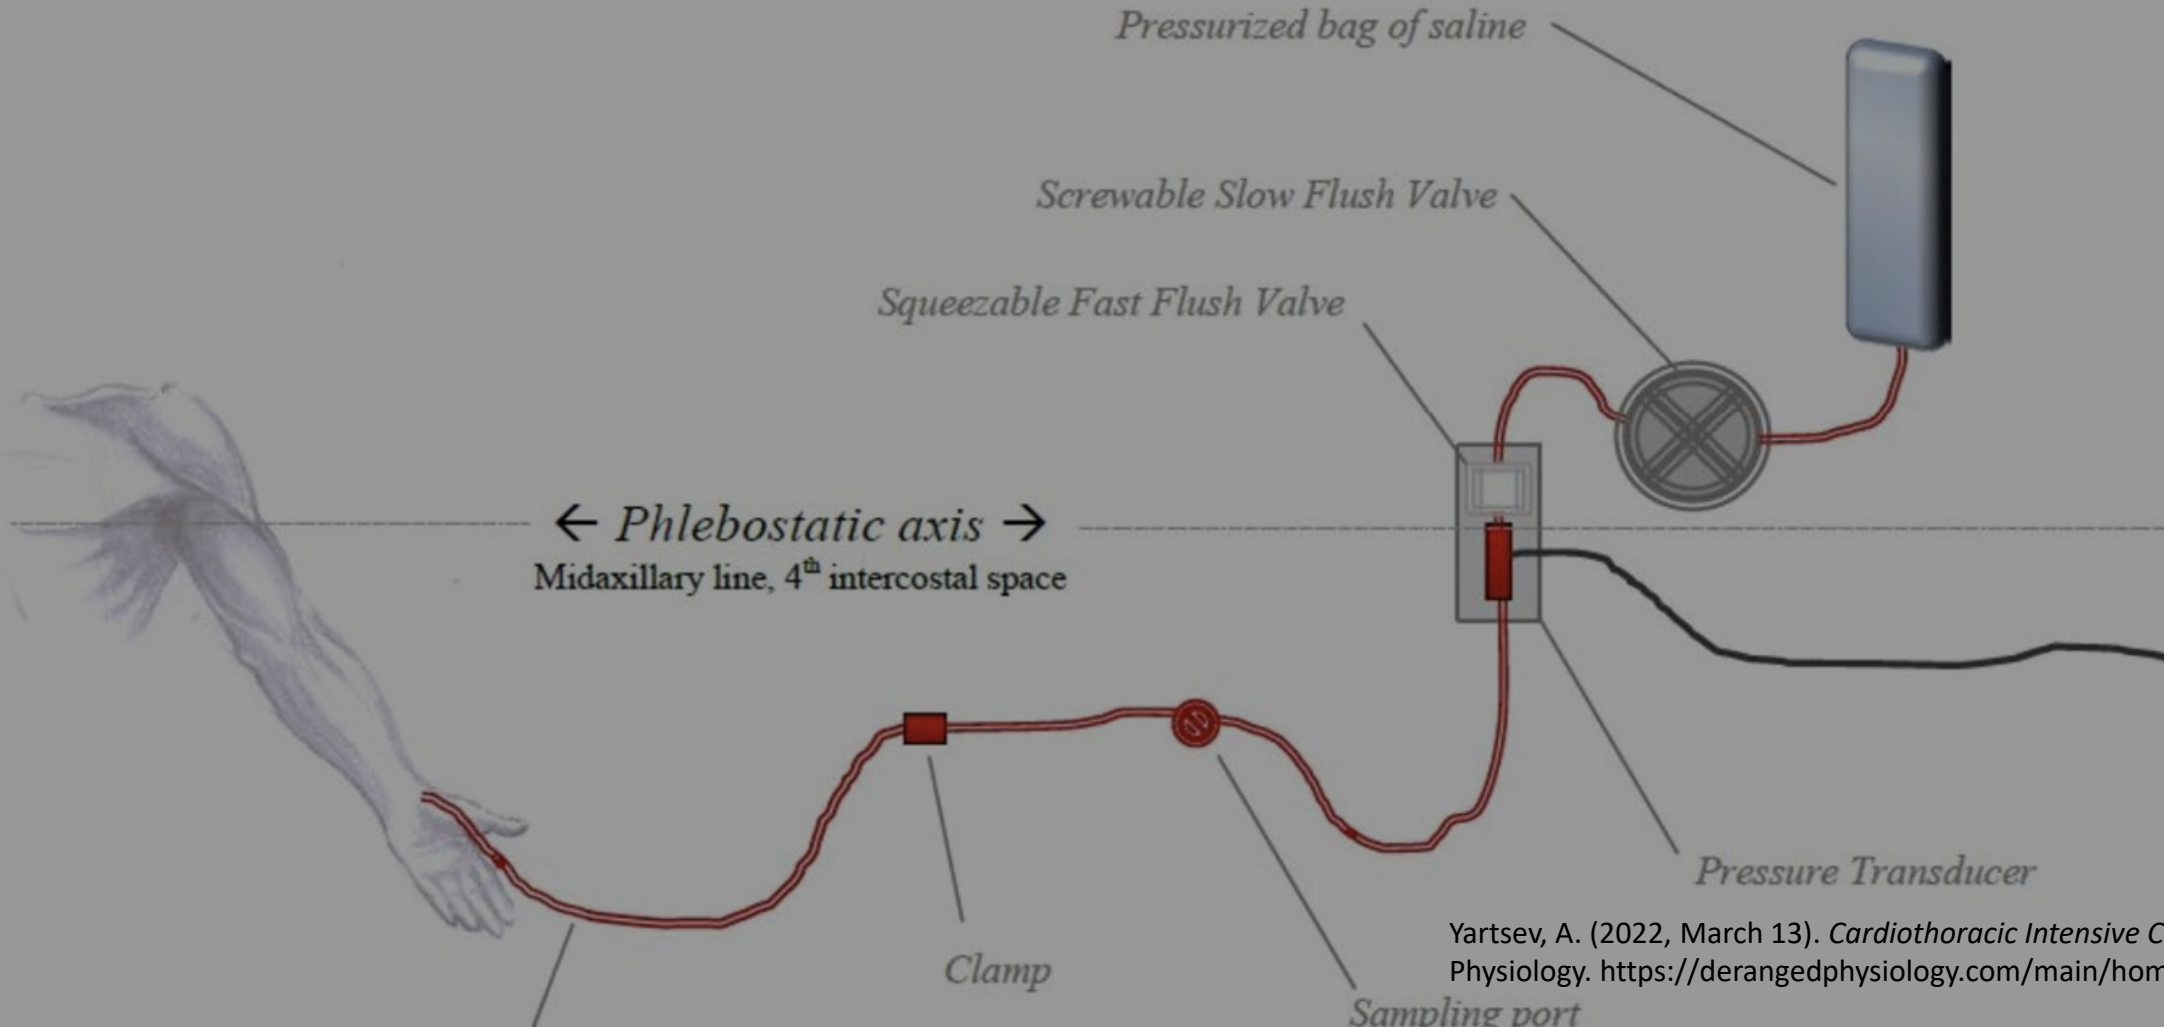 Pressurized bag of saline
Screwable Slow Flush Valve
Squeezable Fast Flush Valve
← Phlebostatic axis →
Midaxillary line, 4th intercostal space
Pressure Transducer
Yartsev, A. (2022, March 13). Cardiothoracic Intensive C
Physiology. https://derangedphysiology.com/main/hom
Clamp
Sampling port